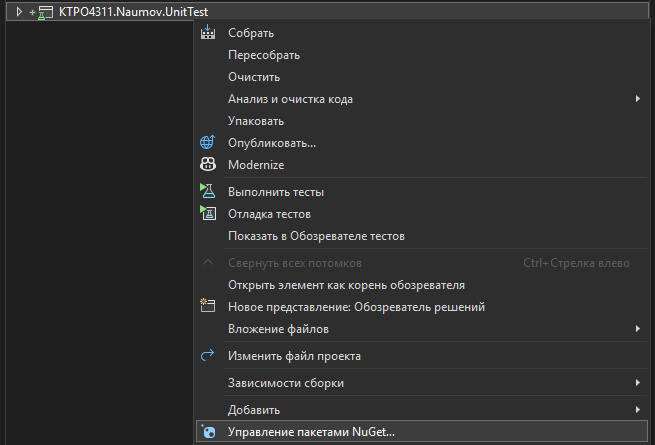 KTPO4311.Naumov.UnitTest
Собрать
Пересобрать
Очистить
Анализ и очистка кода
Упаковать
Опубликовать...
Modernize
Выполнить тесты
Отладка тестов
Показать в Обозревателе тестов
Свернуть всех потомков Ctrl+Стрелка влево
Открыть элемент как корень обозревателя
Новое представление: Обозреватель решений
Вложение файлов
Изменить файл проекта
Зависимости сборки
Добавить
Управление пакетами NuGet...